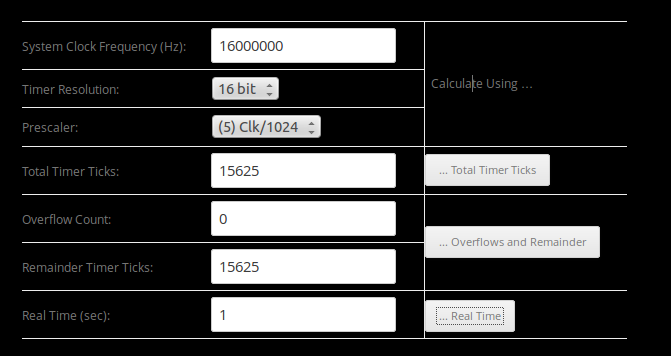 System Clock Frequency (Hz): 16000000
Timer Resolution: 16 bit
Calculate Using ...
Prescaler: (5) Clk/1024
Total Timer Ticks: 15625 ... Total Timer Ticks
Overflow Count: 0
... Overflows and Remainder
Remainder Timer Ticks: 15625
Real Time (sec): 1 ... Real Time